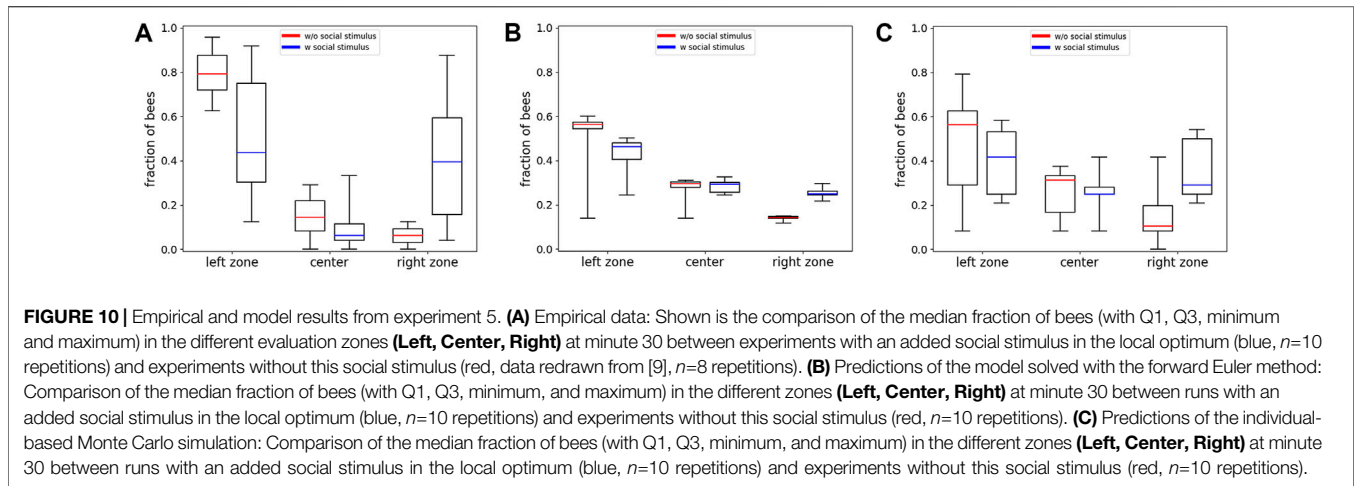 A
B
C
w/o social stimulus
w social stimulus
w/o social stimulus
w social stimulus
w/o social stimulus
w social stimulus
fraction of bees
1.0
0.8
0.6
0.4
0.2
0.0
left zone center right zone
fraction of bees
1.0
0.8
0.6
0.4
0.2
0.0
left zone center right zone
fraction of bees
1.0
0.8
0.6
0.4
0.2
0.0
left zone center right zone
FIGURE 10 | Empirical and model results from experiment 5. (A) Empirical data: Shown is the comparison of the median fraction of bees (with Q1, Q3, minimum
and maximum) in the different evaluation zones (Left, Center, Right) at minute 30 between experiments with an added social stimulus in the local optimum (blue, n=10
repetitions) and experiments without this social stimulus (red, data redrawn from [9], n=8 repetitions). (B) Predictions of the model solved with the forward Euler method:
Comparison of the median fraction of bees (with Q1, Q3, minimum, and maximum) in the different zones (Left, Center, Right) at minute 30 between runs with an
added social stimulus in the local optimum (blue, n=10 repetitions) and experiments without this social stimulus (red, n=10 repetitions). (C) Predictions of the individual-
based Monte Carlo simulation: Comparison of the median fraction of bees (with Q1, Q3, minimum, and maximum) in the different zones (Left, Center, Right) at minute
30 between runs with an added social stimulus in the local optimum (blue, n=10 repetitions) and experiments without this social stimulus (red, n=10 repetitions).